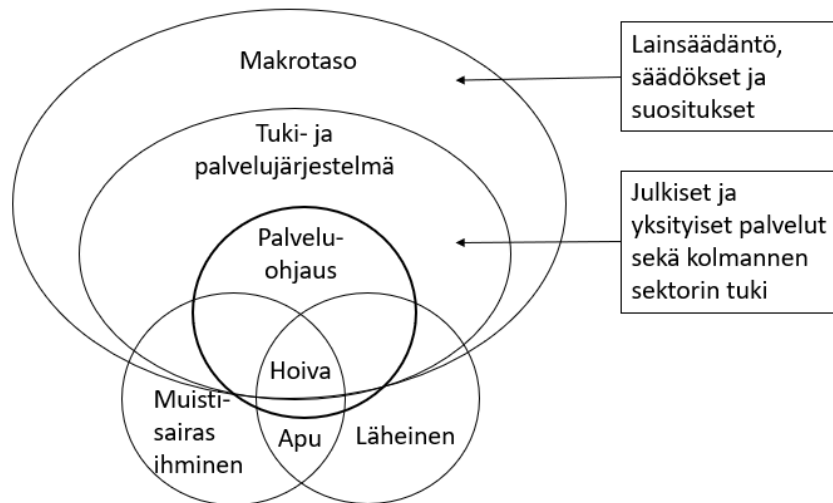 Makrotaso
Lainsäädäntö,
säädökset ja
suositukset
Tuki- ja
palvelujärjestelmä
Julkiset ja
yksityiset palvelut
sekä kolmannen
sektorin tuki
Palvelu-
ohjaus
Hoiva
Muisti-
sairas
ihminen
Apu
Läheinen